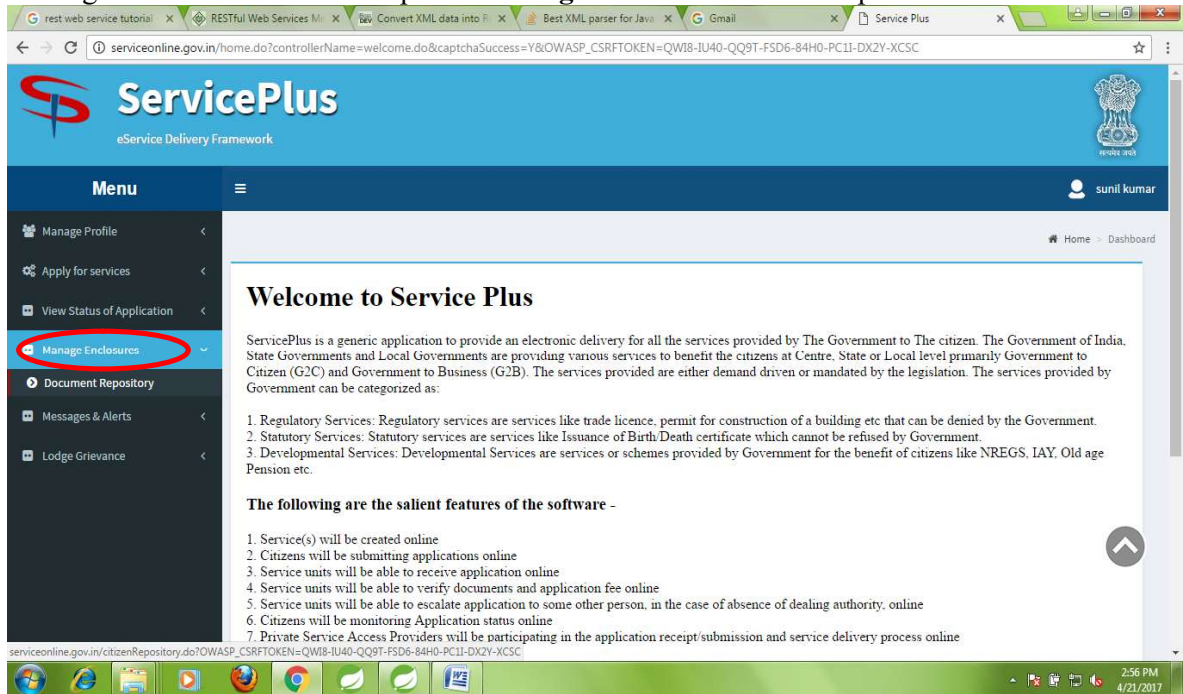 rest web service tutorial
RESTful Web Services
Convert XML data into
Best XML parser for Java
Gmail
Service Plus
serviceonline.gov.in/home.do?controllerName=welcome.do&captchaSuccess=Y&OWASP_CSRFTOKEN=QWI8-IU40-QQ9T-FSD6-84H0-PC1I-DX2Y-XCSC
ServicePlus
eService Delivery Framework
सत्यमेव जयते
Menu
sunil kumar
Manage Profile
Home > Dashboard
Apply for services
View Status of Application
Manage Enclosures
Document Repository
Messages & Alerts
Lodge Grievance
Welcome to Service Plus
ServicePlus is a generic application to provide an electronic delivery for all the services provided by The Government to The citizen. The Government of India,
State Governments and Local Governments are providing various services to benefit the citizens at Centre, State or Local level primarily Government to
Citizen (G2C) and Government to Business (G2B). The services provided are either demand driven or mandated by the legislation. The services provided by
Government can be categorized as:
1. Regulatory Services: Regulatory services are services like trade licence, permit for construction of a building etc that can be denied by the Government.
2. Statutory Services: Statutory services are services like Issuance of Birth/Death certificate which cannot be refused by Government.
3. Developmental Services: Developmental Services are services or schemes provided by Government for the benefit of citizens like NREGS, IAY, Old age
Pension etc.
The following are the salient features of the software -
1. Service(s) will be created online
2. Citizens will be submitting applications online
3. Service units will be able to receive application online
4. Service units will be able to verify documents and application fee online
5. Service units will be able to escalate application to some other person, in the case of absence of dealing authority, online
6. Citizens will be monitoring Application status online
7. Private Service Access Providers will be participating in the application receipt/submission and service delivery process online
serviceonline.gov.in/citizenRepository.do?OWASP_CSRFTOKEN=QWI8-IU40-QQ9T-FSD6-84H0-PC1I-DX2Y-XCSC
2:56 PM
4/21/2017